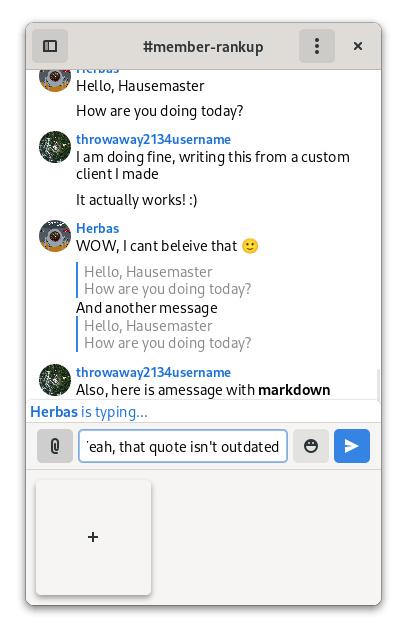 #member-rankup
Herbas
Hello, Hausemaster
How are you doing today?
throwaway2134username
I am doing fine, writing this from a custom
client I made
It actually works! :)
Herbas
WOW, I cant beleive that 🙂
Hello, Hausemaster
How are you doing today?
And another message
Hello, Hausemaster
How are you doing today?
throwaway2134username
Also, here is amessage with markdown
Herbas is typing...
'eah, that quote isn't outdated